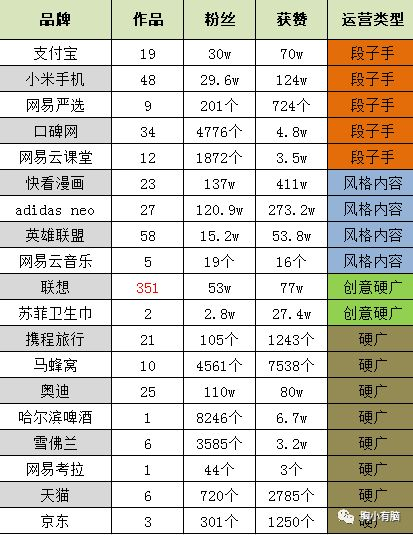 品牌 作品 粉丝 获赞 运营类型
支付宝 19 30w 70w 段子手
小米手机 48 29.6w 124w 段子手
网易严选 9 201个 724个 段子手
口碑网 34 4776个 4.8w 段子手
网易云课堂 12 1872个 3.5w 段子手
快看漫画 23 137w 411w 风格内容
adidas neo 27 120.9w 273.2w 风格内容
英雄联盟 58 15.2w 53.8w 风格内容
网易云音乐 5 19个 16个 风格内容
联想 351 53w 77w 创意硬广
苏菲卫生巾 2 2.8w 27.4w 创意硬广
携程旅行 21 105个 1243个 硬广
马蜂窝 10 4561个 7538个 硬广
奥迪 25 110w 80w 硬广
哈尔滨啤酒 1 8246个 6.7w 硬广
雪佛兰 6 3585个 3.2w 硬广
网易考拉 1 44个 3个 硬广
天猫 6 720个 2785个 硬广
京东 3 301个 1250个 硬广
胸小有脑